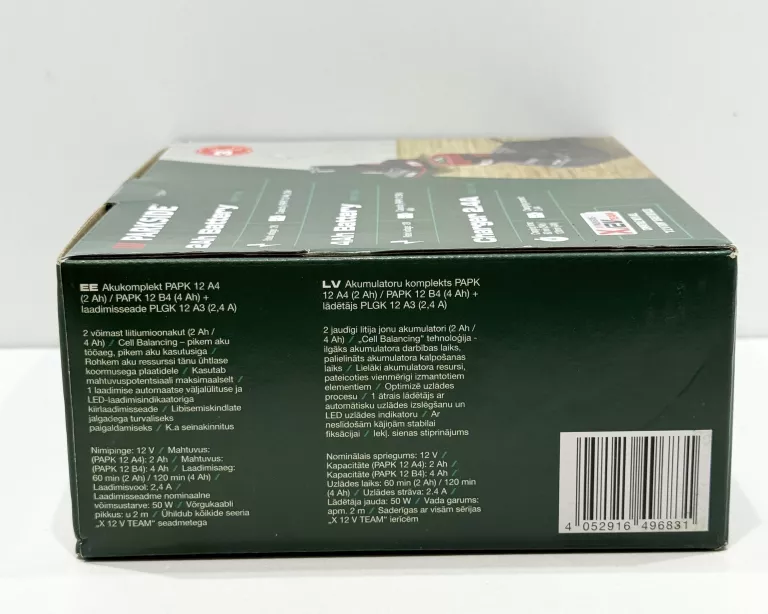 PARKSIDE
2Ah Battery
4Ah Battery
Charger 2.4A
EE Akukomplekt PAPK 12 A4
(2 Ah) / PAPK 12 B4 (4 Ah) +
laadimisseade PLGK 12 A3 (2,4 A)
2 võimast liitiumioonakut (2 Ah /
4 Ah) / Cell Balancing – pikem aku
tööaeg, pikem aku kasutusiga /
Rohkem aku ressurssi tänu ühtlase
koormusega plaatidele / Kasutab
mahtuvuspotentsiaali maksimaalselt /
1 laadimise automaatse väljalülituse ja
LED-laadimisindikaatoriga
kiirlaadimisseade / Libisemiskindlate
jalgadega turvaliseks
paigaldamiseks / K.a seinakinnitus
Nimipinge: 12 V / Mahtuvus:
(PAPK 12 A4): 2 Ah / Mahtuvus:
(PAPK 12 B4): 4 Ah / Laadimisaeg:
60 min (2 Ah) / 120 min (4 Ah) /
Laadimisvool: 2,4 A /
Laadimisseadme nominaalne
võimsustarve: 50 W / Võrgukaabli
pikkus: u 2 m / Ühildub kõikide seeria
„X 12 V TEAM” seadmetega
LV Akumulatoru komplekts PAPK
12 A4 (2 Ah) / PAPK 12 B4 (4 Ah) +
lādētājs PLGK 12 A3 (2,4 A)
2 jaudīgi litija jonu akumulatori (2 Ah /
4 Ah) / „Cell Balancing” tehnoloģija -
ilgāks akumulatora darbības laiks,
palielināts akumulatora kalpošanas
laiks / Lielāki akumulatora resursi,
pateicoties vienmērīgi izmantotiem
elementiem / Optimizē uzlādes
procesu / 1 ātrais lādētājs ar
automātisku uzlādes izslēgšanu un
LED uzlādes indikatoru / Ar
neslīdošām kājiņām stabilai
fiksācijai / Iekļ. sienas stiprinājums
Nominālais spriegums: 12 V /
Kapacitāte (PAPK 12 A4): 2 Ah /
Kapacitāte (PAPK 12 B4): 4 Ah /
Uzlādes laiks: 60 min (2 Ah) / 120 min
(4 Ah) / Uzlādes strāva: 2.4 A /
Lādētāja jauda: 50 W / Vada garums:
apm. 2 m / Saderīgas ar visām sērijas
„X 12 V TEAM” ierīcēm
4 052916 496831